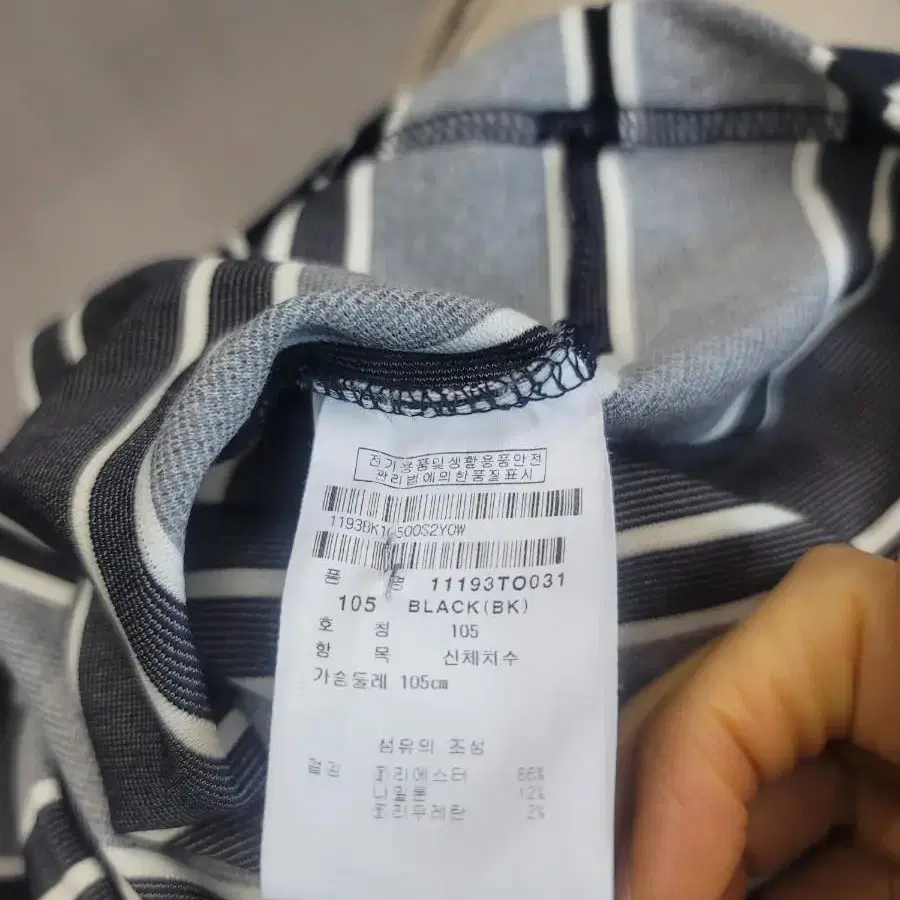 전기용품및생활용품안전
관리법에의한품질표시
1193BK10500S2Y0W
품 명 11193TO031
105 BLACK(BK)
호 칭 105
항 목 신체치수
가슴둘레 105cm
섬유의 조성
겉감 폴리에스터 86%
나일론 12%
폴리우레탄 2%